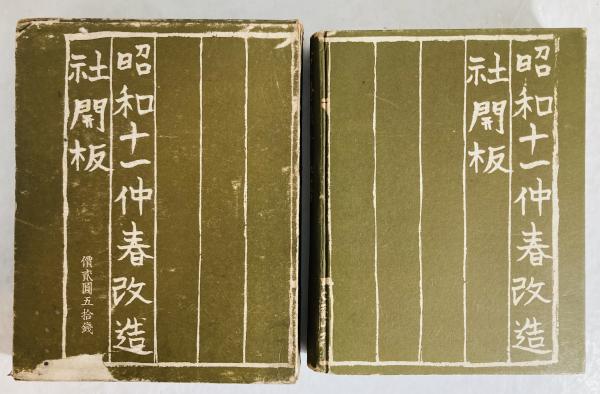 昭和十一仲春改造
社開板
價貳圓五拾錢
昭和十一仲春改造
社開板